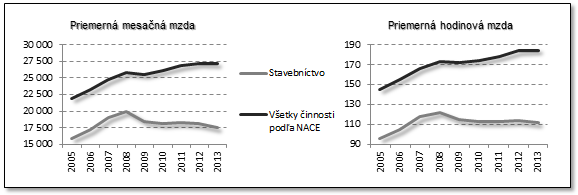 Priemerná mesačná mzda
30 000
27 500
25 000
22 500
20 000
17 500
15 000
2005 2006 2007 2008 2009 2010 2011 2012 2013
Stavebníctvo
Všetky činnosti
podľa NACE
Priemerná hodinová mzda
190
170
150
130
110
90
2005 2006 2007 2008 2009 2010 2011 2012 2013